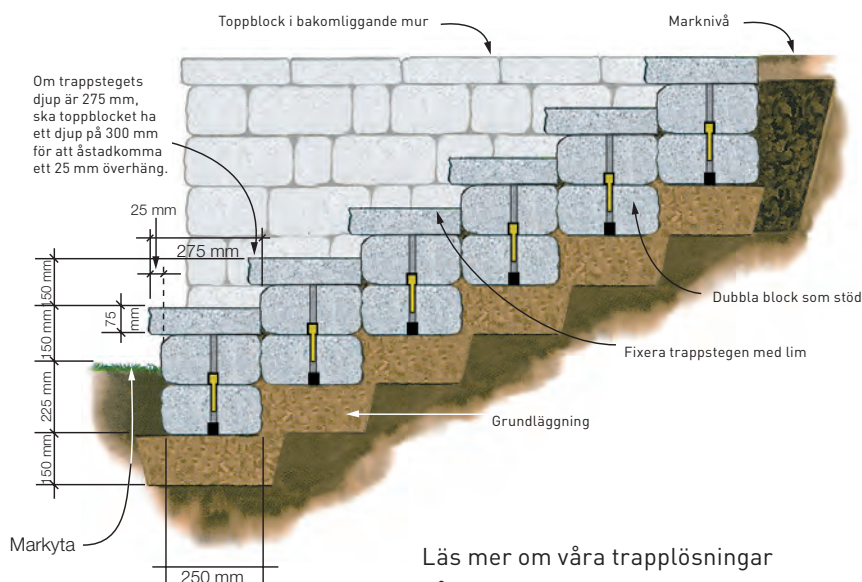 Toppblock i bakomliggande mur
Marknivå
Om trappstegets
djup är 275 mm,
ska toppblocket ha
ett djup på 300 mm
för att åstadkomma
ett 25 mm överhäng.
25 mm
275 mm
150 mm
75
mm
150 mm
225 mm
150 mm
Dubbla block som stöd
Fixera trappstegen med lim
Grundläggning
Markyta
250 mm
Läs mer om våra trapplösningar